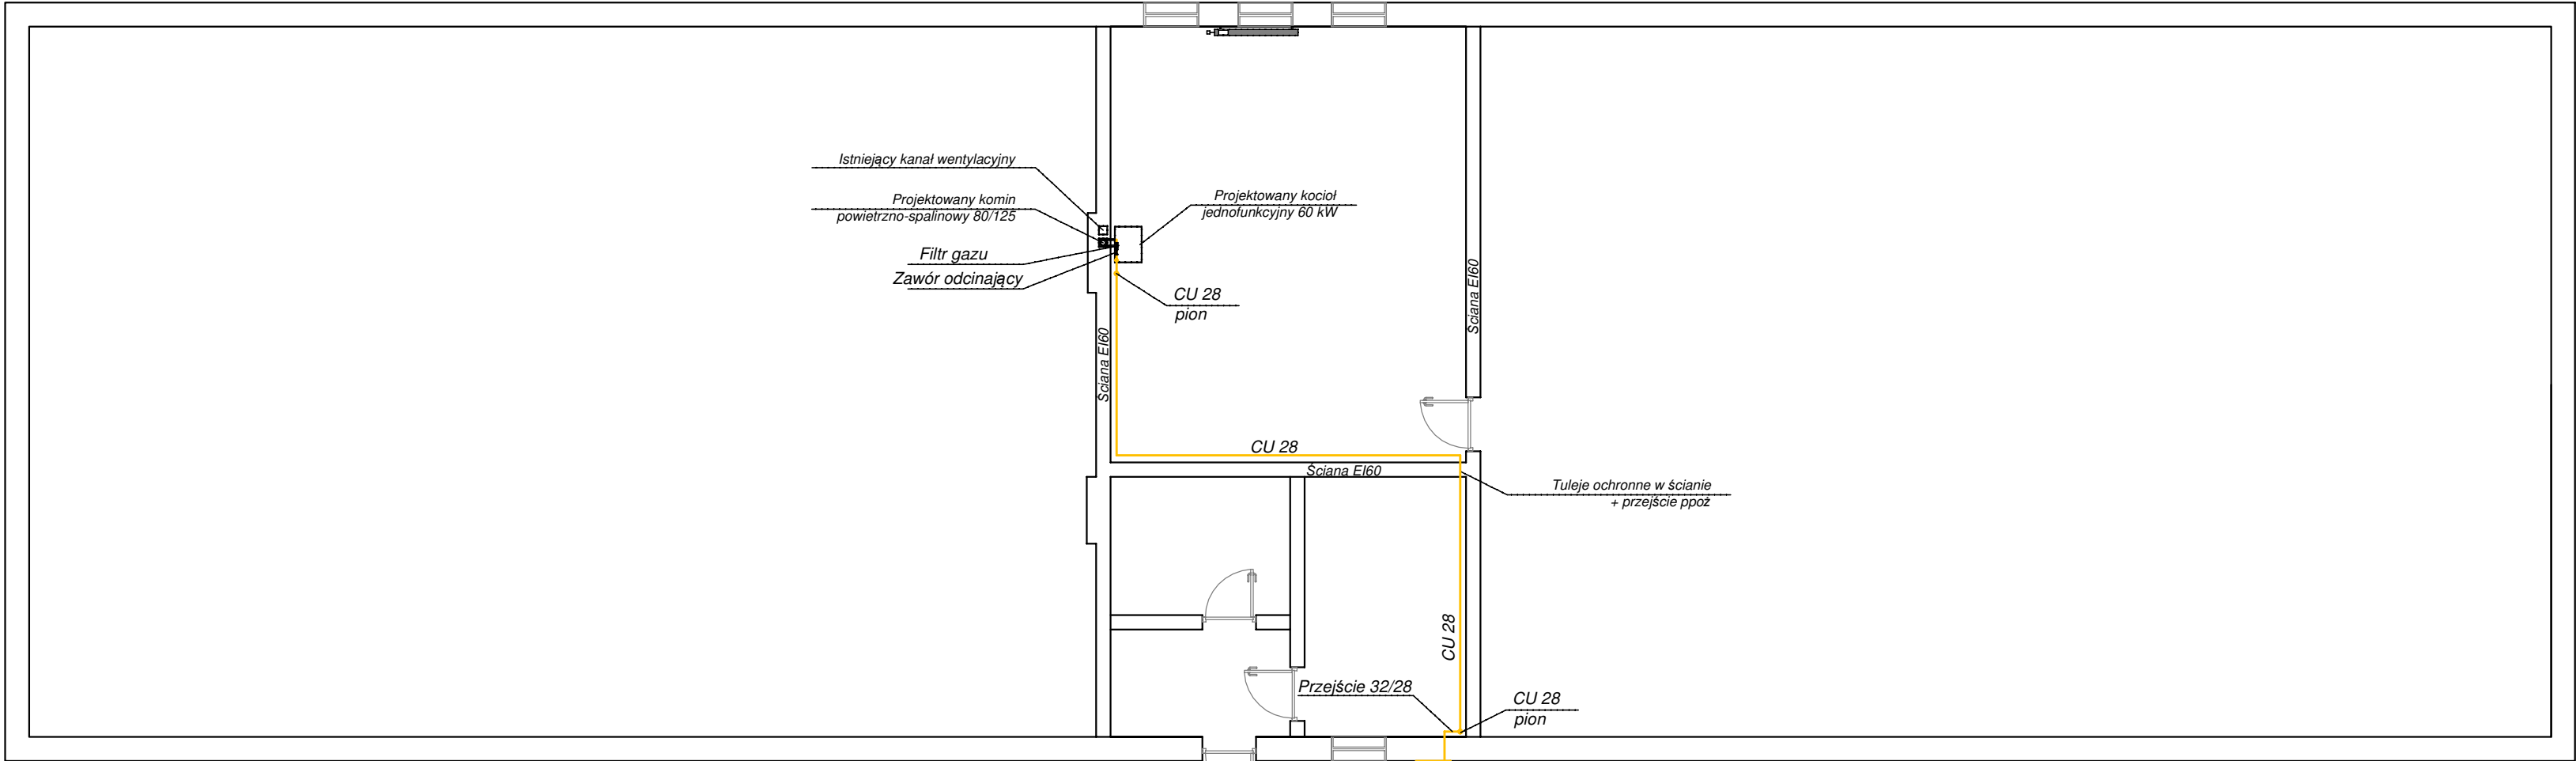 Istniejący kanał wentylacyjny
Projektowany komin
powietrzno-spalinowy 80/125
Filtr gazu
Zawór odcinający
Projektowany kocioł
jednofunkcyjny 60 kW
CU 28
pion
Ściana EI60
Ściana EI60
CU 28
Ściana EI60
Tuleje ochronne w ścianie
+ przejście ppoż
CU 28
Przejście 32/28
CU 28
pion